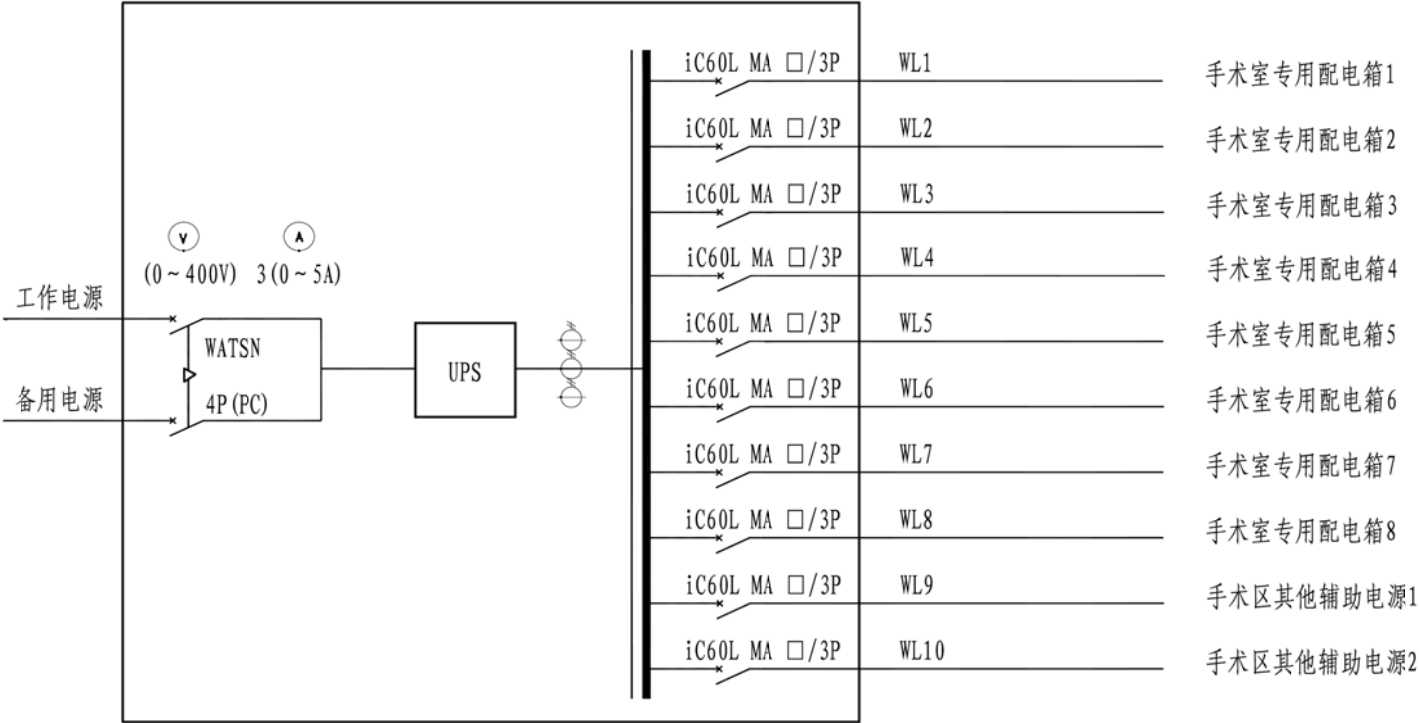 iC60L MA □/3P WL1 手术室专用配电箱1
iC60L MA □/3P WL2 手术室专用配电箱2
iC60L MA □/3P WL3 手术室专用配电箱3
V A
(0~400V) 3(0~5A)
iC60L MA □/3P WL4 手术室专用配电箱4
工作电源
iC60L MA □/3P WL5 手术室专用配电箱5
WATSN
UPS
备用电源
4P(PC)
iC60L MA □/3P WL6 手术室专用配电箱6
iC60L MA □/3P WL7 手术室专用配电箱7
iC60L MA □/3P WL8 手术室专用配电箱8
iC60L MA □/3P WL9 手术区其他辅助电源1
iC60L MA □/3P WL10 手术区其他辅助电源2